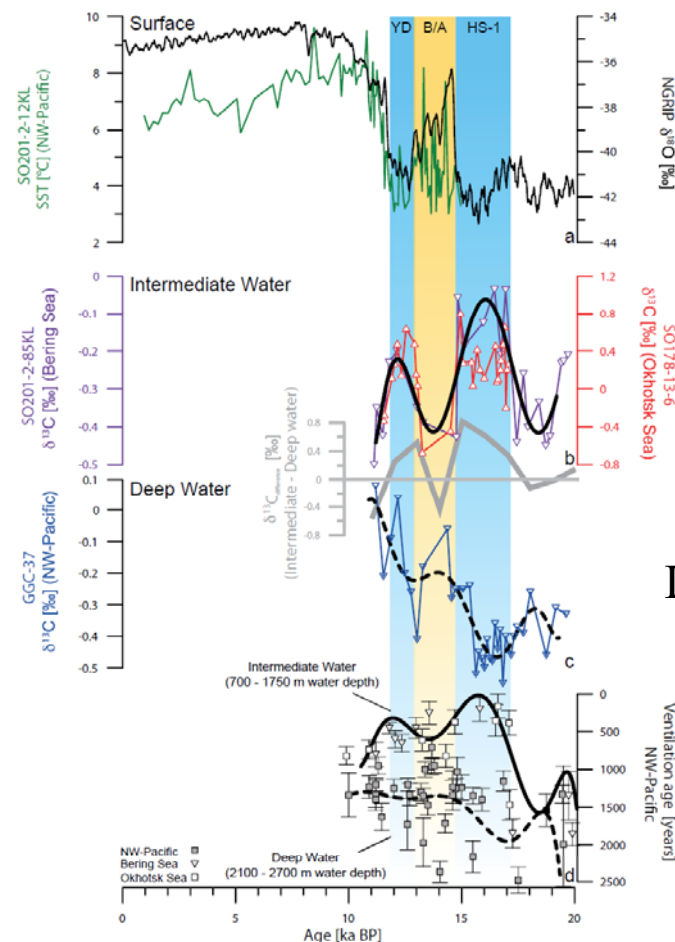 YD B/A HS-1
Surface
10
8
6
4
2
SO201-2-12KL
SST [°C] (NW-Pacific)
-34
-36
-38
-40
-42
-44
NGRIP δ¹⁸O [‰]
a
Intermediate Water
0
-0.1
-0.2
-0.3
-0.4
-0.5
SO201-2-85KL
δ¹³C [‰] (Bering Sea)
1.2
0.8
0.4
0
-0.4
-0.8
SO178-13-6
δ¹³C [‰] (Okhotsk Sea)
b
0.8
0.4
0
-0.4
-0.8
δ¹³C difference [‰]
(Intermediate - Deep water)
Deep Water
0.1
0
-0.1
-0.2
-0.3
-0.4
-0.5
GGC-37
δ¹³C [‰] (NW-Pacific)
c
Intermediate Water
(700 - 1750 m water depth)
0
500
1000
1500
2000
2500
Ventilation age [years]
NW-Pacific
NW-Pacific
Bering Sea
Okhotsk Sea
Deep Water
(2100 - 2700 m water depth)
d
0 5 10 15 20
Age [ka BP]